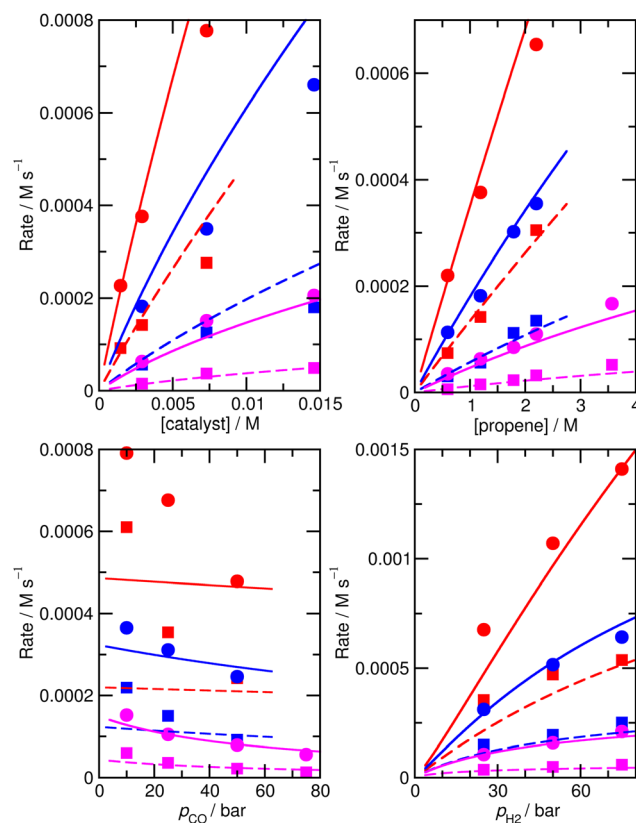 0.0008
0.0006
0.0004
0.0002
0
Rate / M s⁻¹
0 0.005 0.01 0.015
[catalyst] / M
0.0006
0.0004
0.0002
0
Rate / M s⁻¹
0 1 2 3 4
[propene] / M
0.0008
0.0006
0.0004
0.0002
0
Rate / M s⁻¹
0 20 40 60 80
pCO / bar
0.0015
0.001
0.0005
0
Rate / M s⁻¹
0 25 50 75
pH2 / bar